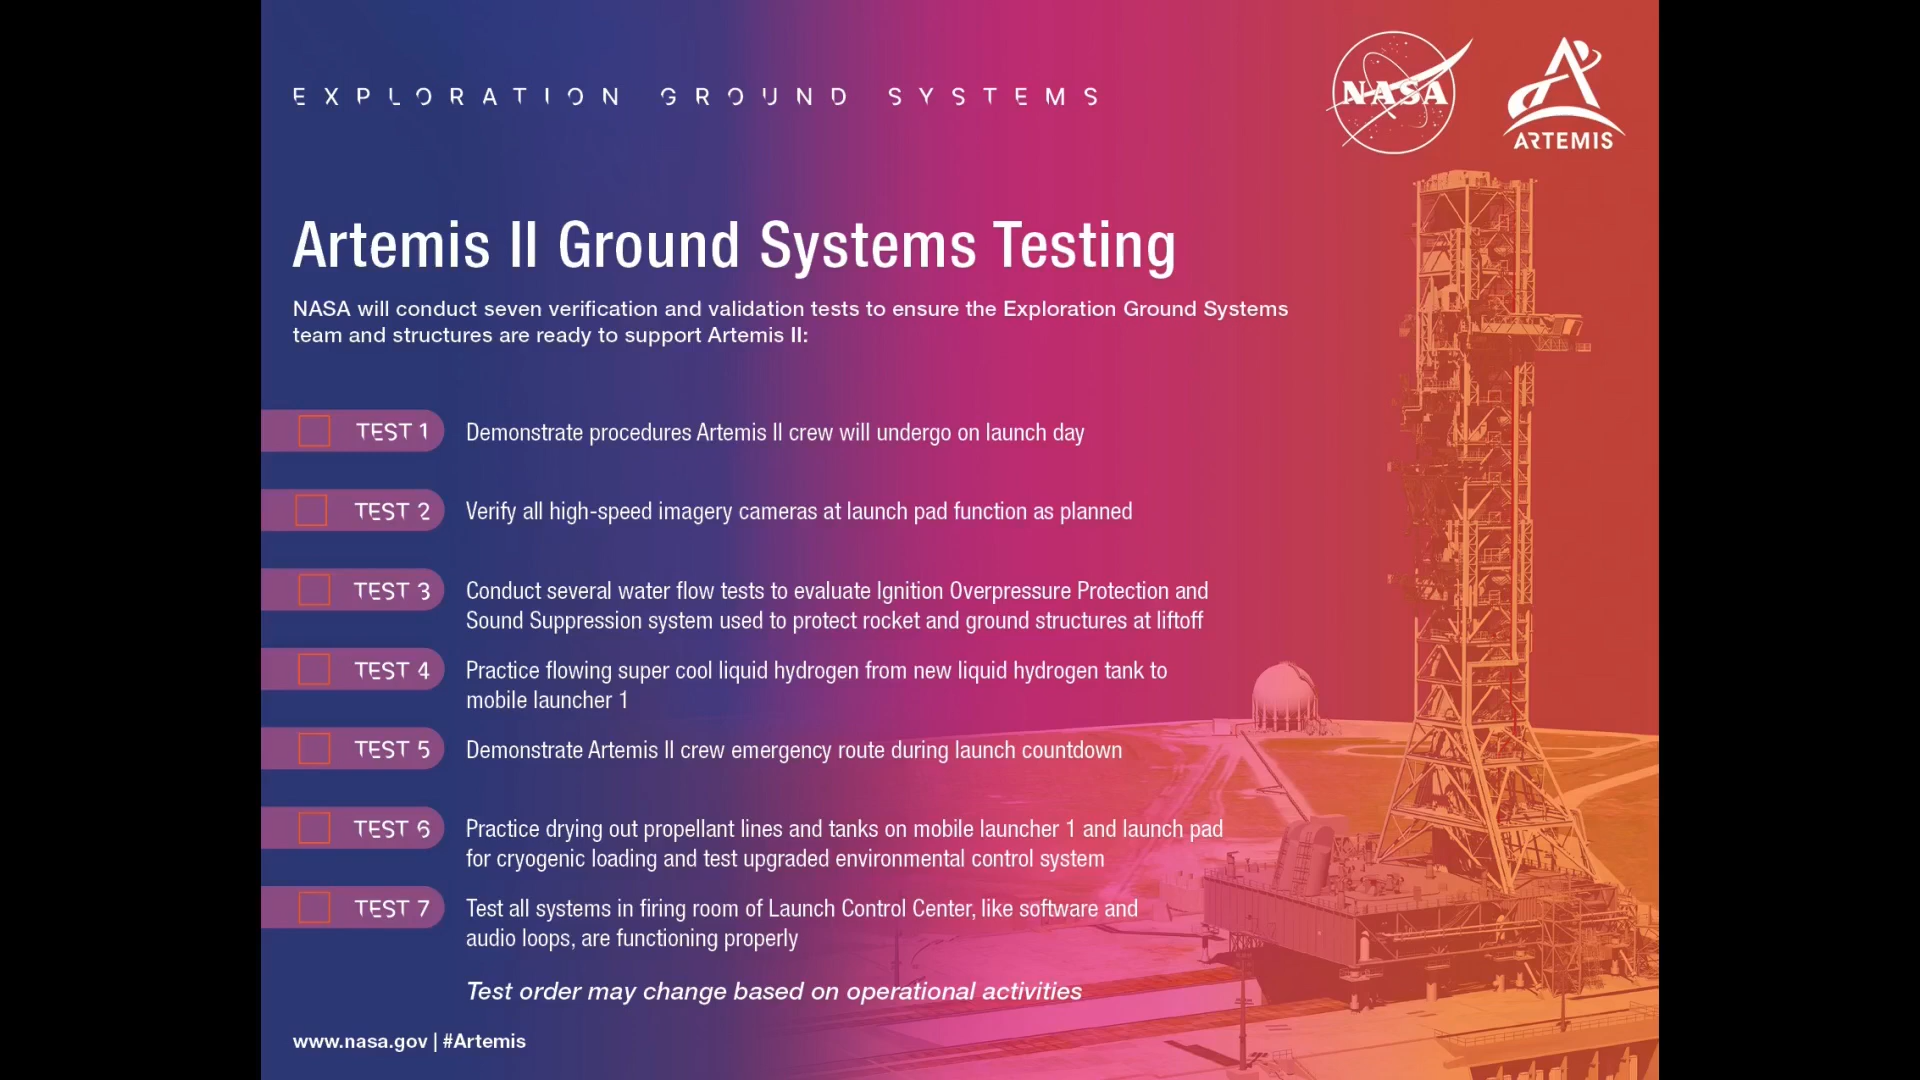 EXPLORATION GROUND SYSTEMS
NASA
ARTEMIS
Artemis II Ground Systems Testing
NASA will conduct seven verification and validation tests to ensure the Exploration Ground Systems
team and structures are ready to support Artemis II:
TEST 1 Demonstrate procedures Artemis II crew will undergo on launch day
TEST 2 Verify all high-speed imagery cameras at launch pad function as planned
TEST 3 Conduct several water flow tests to evaluate Ignition Overpressure Protection and
Sound Suppression system used to protect rocket and ground structures at liftoff
TEST 4 Practice flowing super cool liquid hydrogen from new liquid hydrogen tank to
mobile launcher 1
TEST 5 Demonstrate Artemis II crew emergency route during launch countdown
TEST 6 Practice drying out propellant lines and tanks on mobile launcher 1 and launch pad
for cryogenic loading and test upgraded environmental control system
TEST 7 Test all systems in firing room of Launch Control Center, like software and
audio loops, are functioning properly
Test order may change based on operational activities
www.nasa.gov | #Artemis